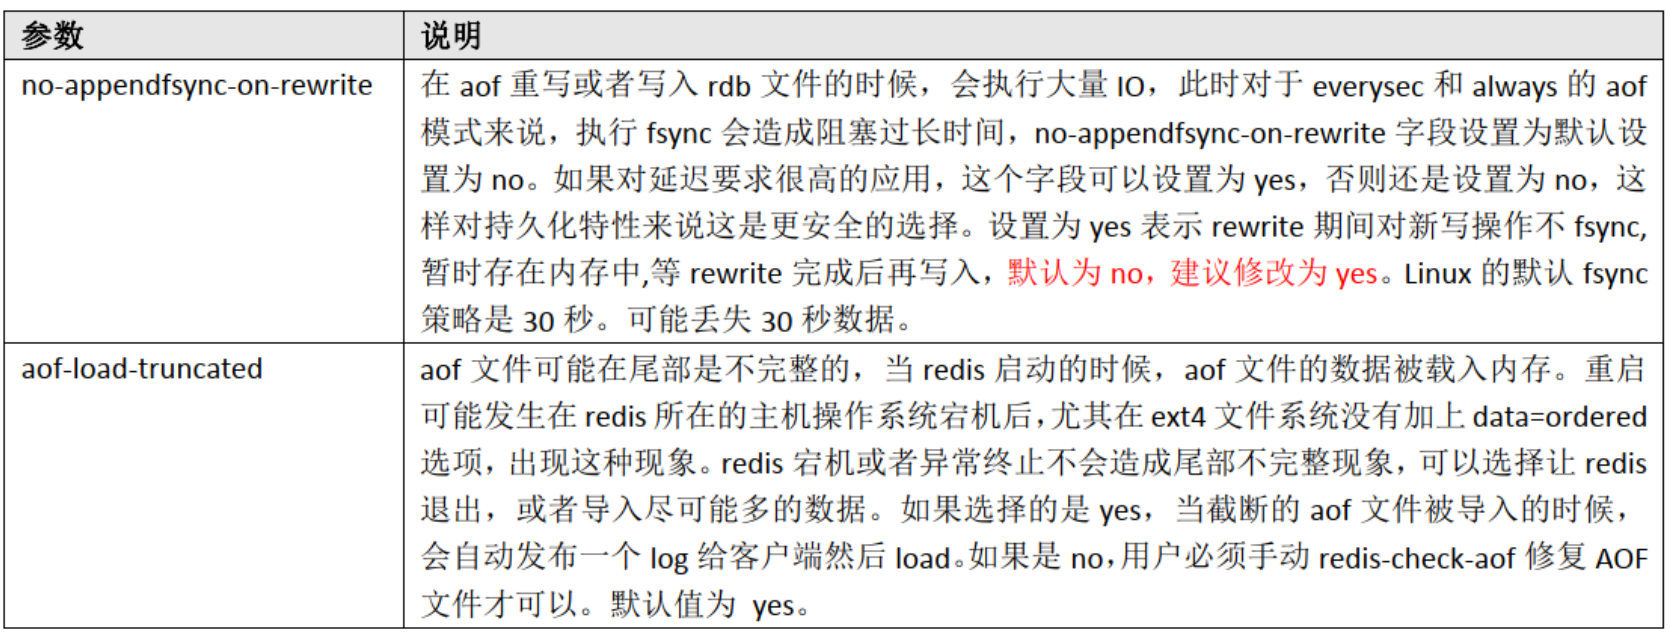 参数 说明
no-appendfsync-on-rewrite 在 aof 重写或者写入 rdb 文件的时候，会执行大量 IO，此时对于 everysec 和 always 的 aof
模式来说，执行 fsync 会造成阻塞过长时间，no-appendfsync-on-rewrite 字段设置为默认设
置为 no。如果对延迟要求很高的应用，这个字段可以设置为 yes，否则还是设置为 no，这
样对持久化特性来说这是更安全的选择。设置为 yes 表示 rewrite 期间对新写操作不 fsync,
暂时存在内存中,等 rewrite 完成后再写入，默认为 no，建议修改为 yes。Linux 的默认 fsync
策略是 30 秒。可能丢失 30 秒数据。
aof-load-truncated aof 文件可能在尾部是不完整的，当 redis 启动的时候，aof 文件的数据被载入内存。重启
可能发生在 redis 所在的主机操作系统宕机后，尤其在 ext4 文件系统没有加上 data=ordered
选项，出现这种现象。redis 宕机或者异常终止不会造成尾部不完整现象，可以选择让 redis
退出，或者导入尽可能多的数据。如果选择的是 yes，当截断的 aof 文件被导入的时候，
会自动发布一个 log 给客户端然后 load。如果是 no，用户必须手动 redis-check-aof 修复 AOF
文件才可以。默认值为 yes。